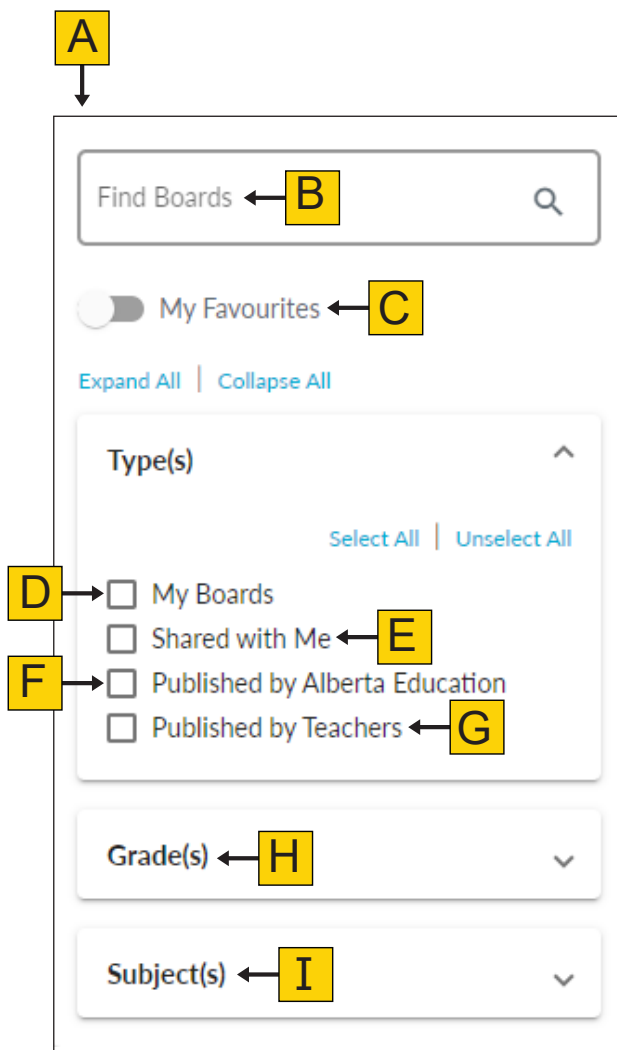 A
Find Boards B
My Favourites C
Expand All | Collapse All
Type(s)
Select All | Unselect All
D My Boards
Shared with Me E
F Published by Alberta Education
Published by Teachers G
Grade(s) H
Subject(s) I